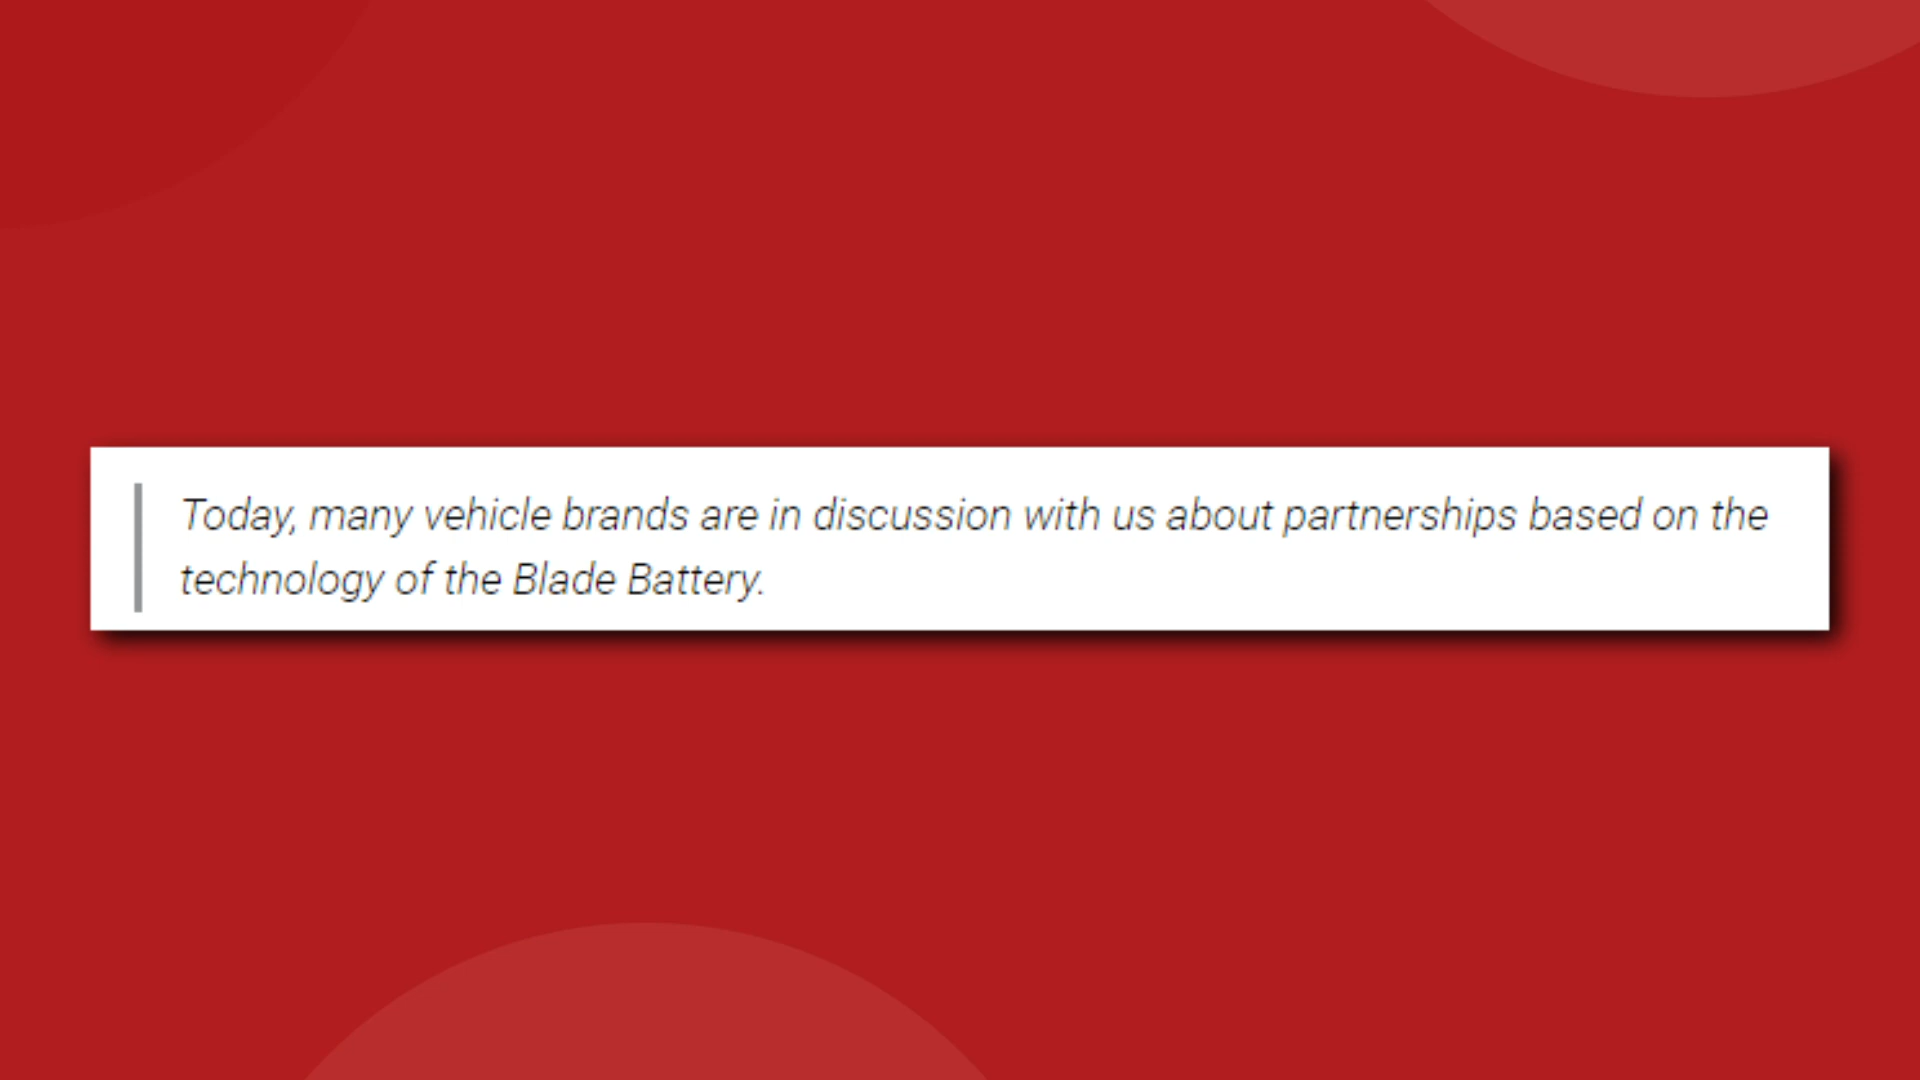 Today, many vehicle brands are in discussion with us about partnerships based on the
technology of the Blade Battery.